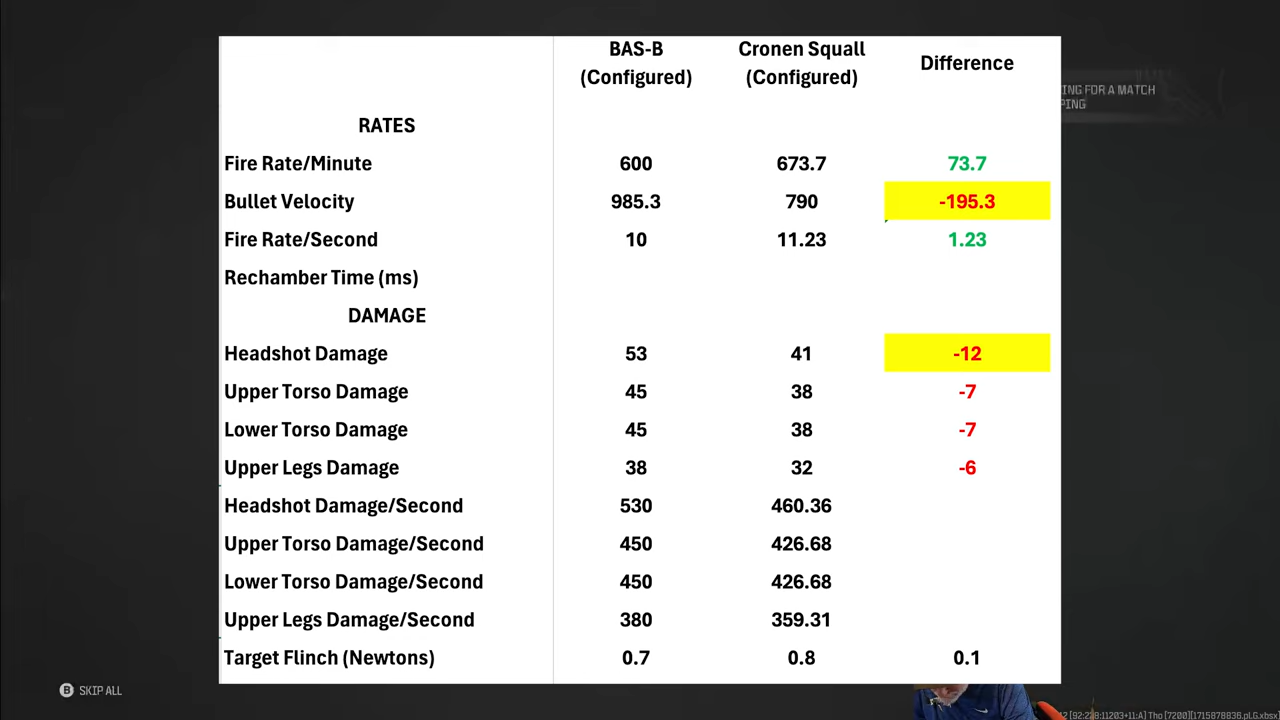 BAS-B (Configured) Cronen Squall (Configured) Difference
ING FOR A MATCH
PING
RATES
Fire Rate/Minute 600 673.7 73.7
Bullet Velocity 985.3 790 -195.3
Fire Rate/Second 10 11.23 1.23
Rechamber Time (ms)
DAMAGE
Headshot Damage 53 41 -12
Upper Torso Damage 45 38 -7
Lower Torso Damage 45 38 -7
Upper Legs Damage 38 32 -6
Headshot Damage/Second 530 460.36
Upper Torso Damage/Second 450 426.68
Lower Torso Damage/Second 450 426.68
Upper Legs Damage/Second 380 359.31
Target Flinch (Newtons) 0.7 0.8 0.1
B SKIP ALL